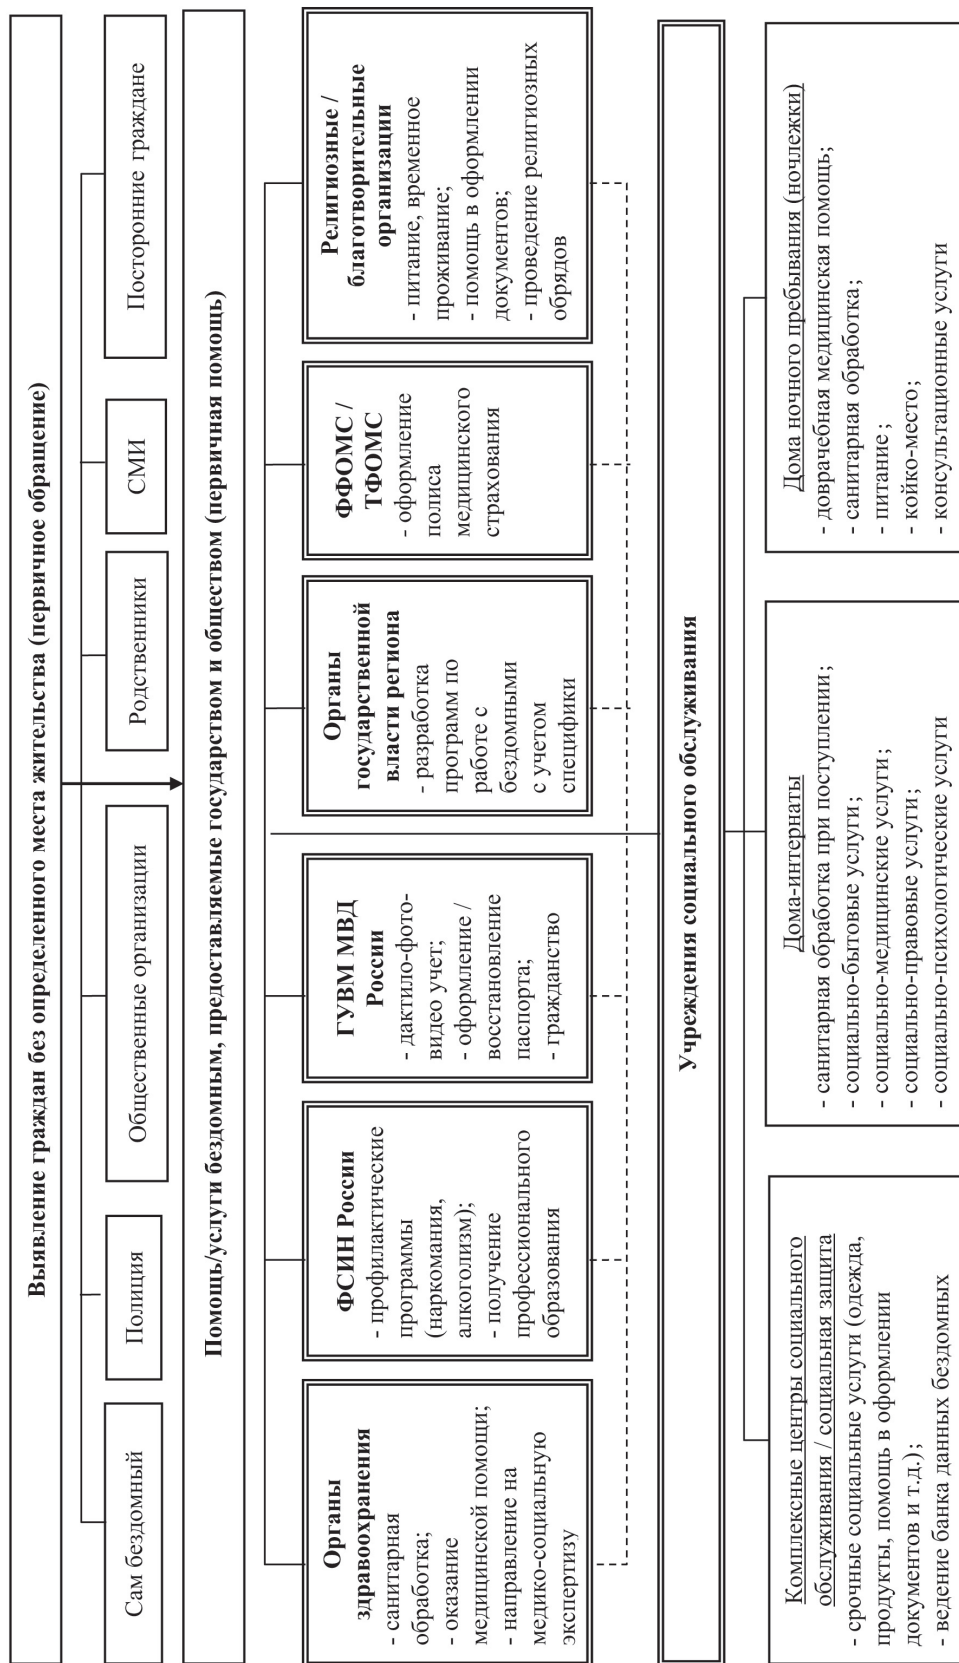 Выявление граждан без определенного места жительства (первичное обращение)
Сам бездомный
Полиция
Общественные организации
Родственники
СМИ
Посторонние граждане
Помощь/услуги бездомным, предоставляемые государством и обществом (первичная помощь)
Органы
здравоохранения
- санитарная
обработка;
- оказание
медицинской помощи;
- направление на
медико-социальную
экспертизу
ФСИН России
- профилактические
программы
(наркомания,
алкоголизм);
- получение
профессионального
образования
ГУВМ МВД
России
- дактило-фото-
видео учет;
- оформление /
восстановление
паспорта;
- гражданство
Органы
государственной
власти региона
- разработка
программ по
работе с
бездомными
с учетом
специфики
ФФОМС /
ТФОМС
- оформление
полиса
медицинского
страхования
Религиозные /
благотворительные
организации
- питание, временное
проживание;
- помощь в оформлении
документов;
- проведение религиозных
обрядов
Учреждения социального обслуживания
Комплексные центры социального
обслуживания / социальная защита
- срочные социальные услуги (одежда,
продукты, помощь в оформлении
документов и т.д.);
- ведение банка данных бездомных
Дома-интернаты
- санитарная обработка при поступлении;
- социально-бытовые услуги;
- социально-медицинские услуги;
- социально-правовые услуги;
- социально-психологические услуги
Дома ночного пребывания (ночлежки)
- доврачебная медицинская помощь;
- санитарная обработка;
- питание;
- койко-место;
- консультационные услуги